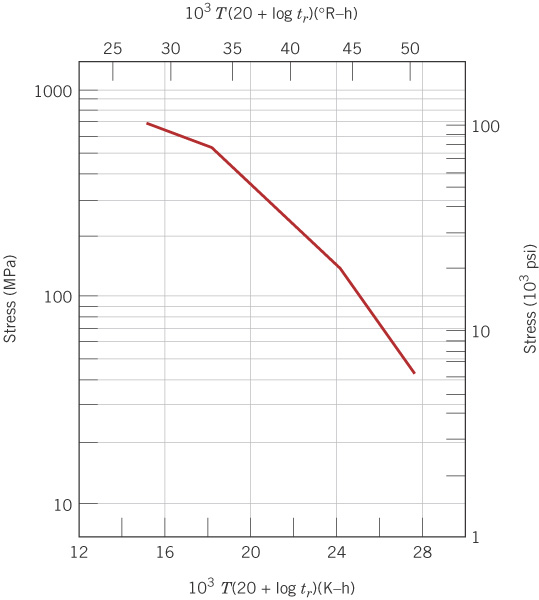 10³ T(20 + log tᵣ)(°R–h)
25 30 35 40 45 50
1000
100
100
10
10
1
Stress (MPa)
Stress (10³ psi)
12 16 20 24 28
10³ T(20 + log tᵣ)(K–h)